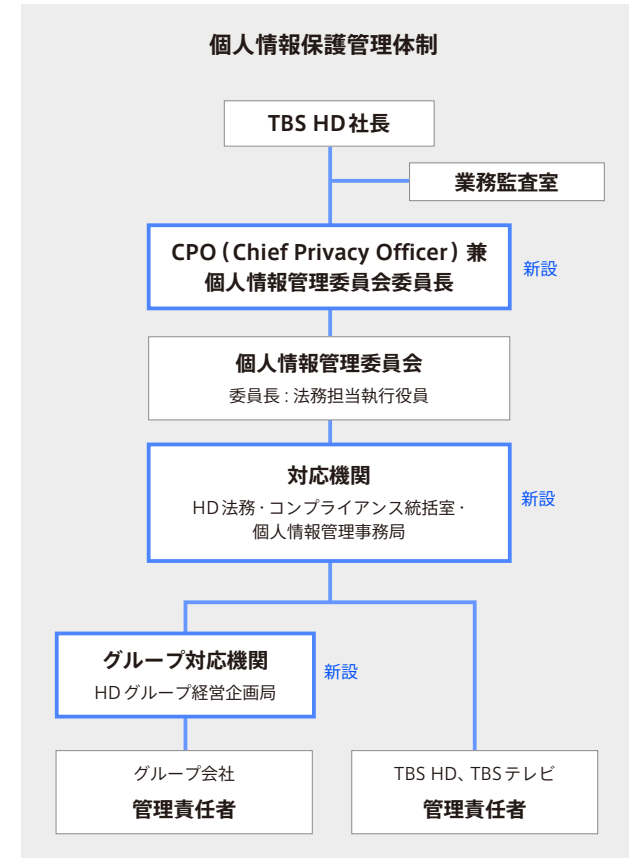 個人情報保護管理体制
TBS HD社長
業務監査室
CPO(Chief Privacy Officer)兼
個人情報管理委員会委員長
新設
個人情報管理委員会
委員長:法務担当執行役員
対応機関
HD法務・コンプライアンス統括室・
個人情報管理事務局
新設
グループ対応機関
HDグループ経営企画局
新設
グループ会社
管理責任者
TBS HD、TBSテレビ
管理責任者